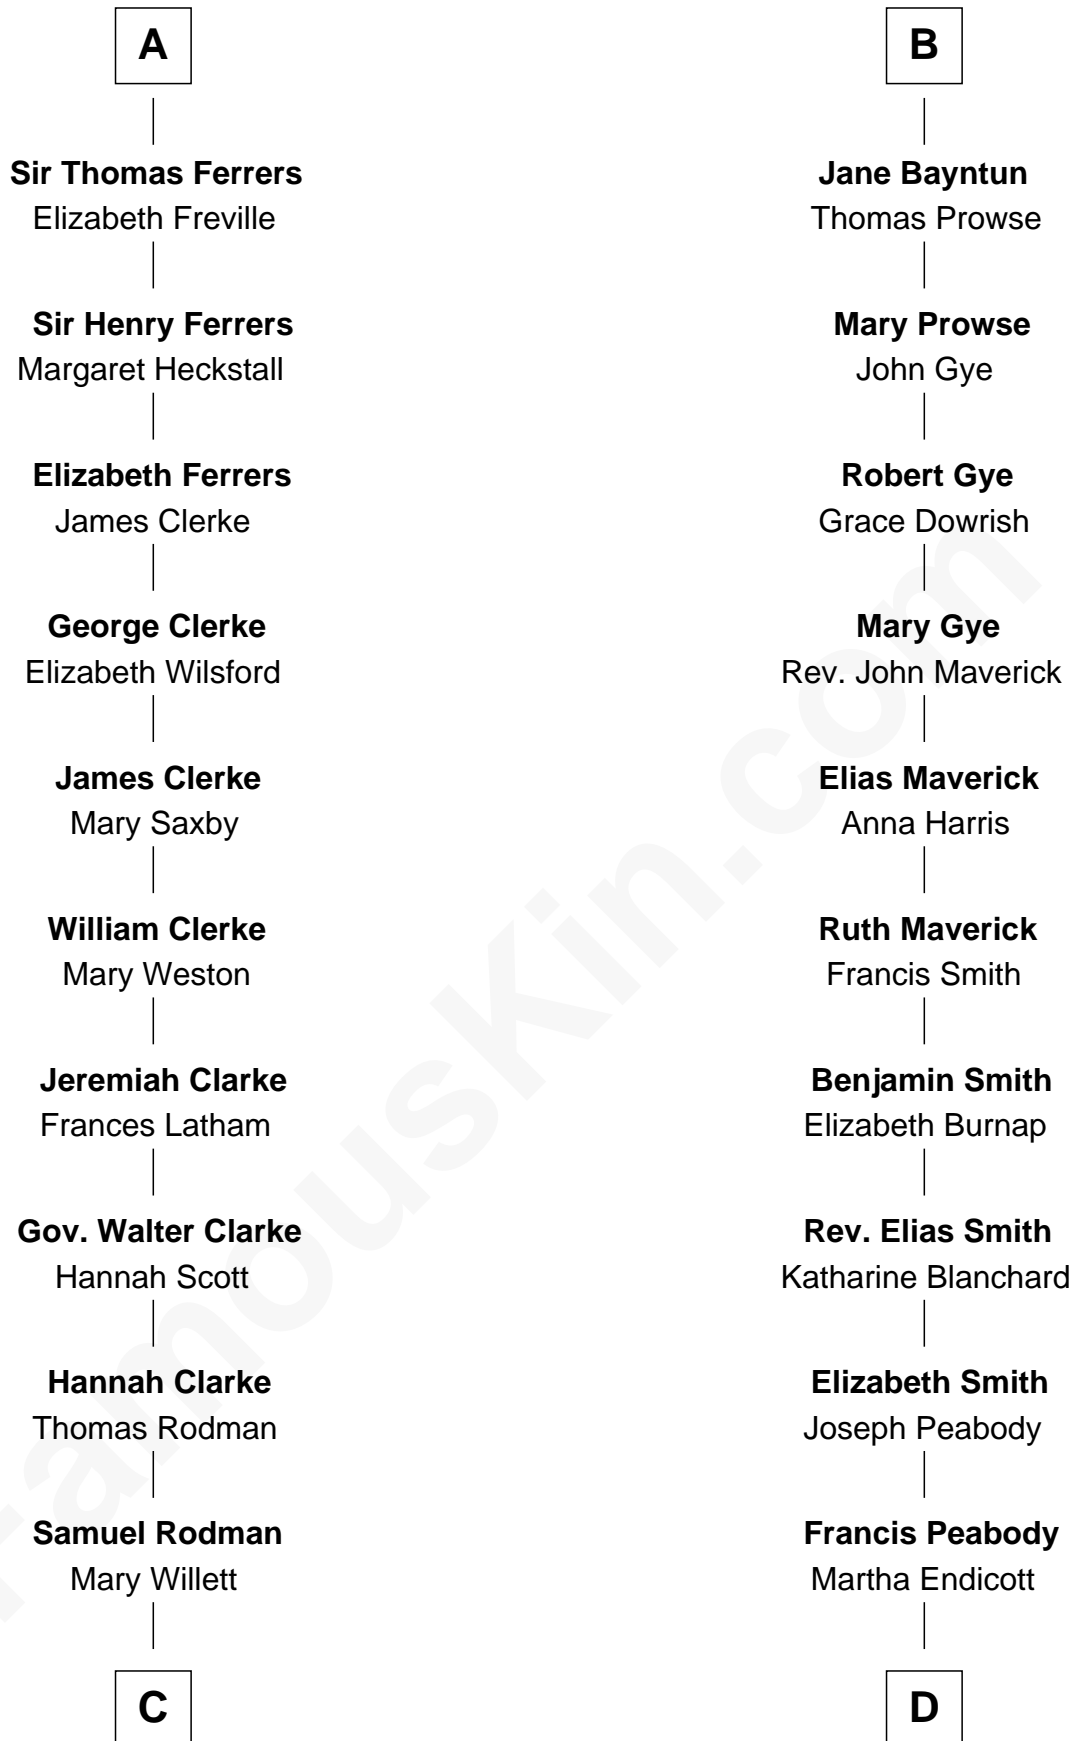 A
Sir Thomas Ferrers
Elizabeth Freville
Sir Henry Ferrers
Margaret Heckstall
Elizabeth Ferrers
James Clerke
George Clerke
Elizabeth Wilsford
James Clerke
Mary Saxby
William Clerke
Mary Weston
Jeremiah Clarke
Frances Latham
Gov. Walter Clarke
Hannah Scott
Hannah Clarke
Thomas Rodman
Samuel Rodman
Mary Willett
C
B
Jane Bayntun
Thomas Prowse
Mary Prowse
John Gye
Robert Gye
Grace Dowrish
Mary Gye
Rev. John Maverick
Elias Maverick
Anna Harris
Ruth Maverick
Francis Smith
Benjamin Smith
Elizabeth Burnap
Rev. Elias Smith
Katharine Blanchard
Elizabeth Smith
Joseph Peabody
Francis Peabody
Martha Endicott
D
FamousKin.com